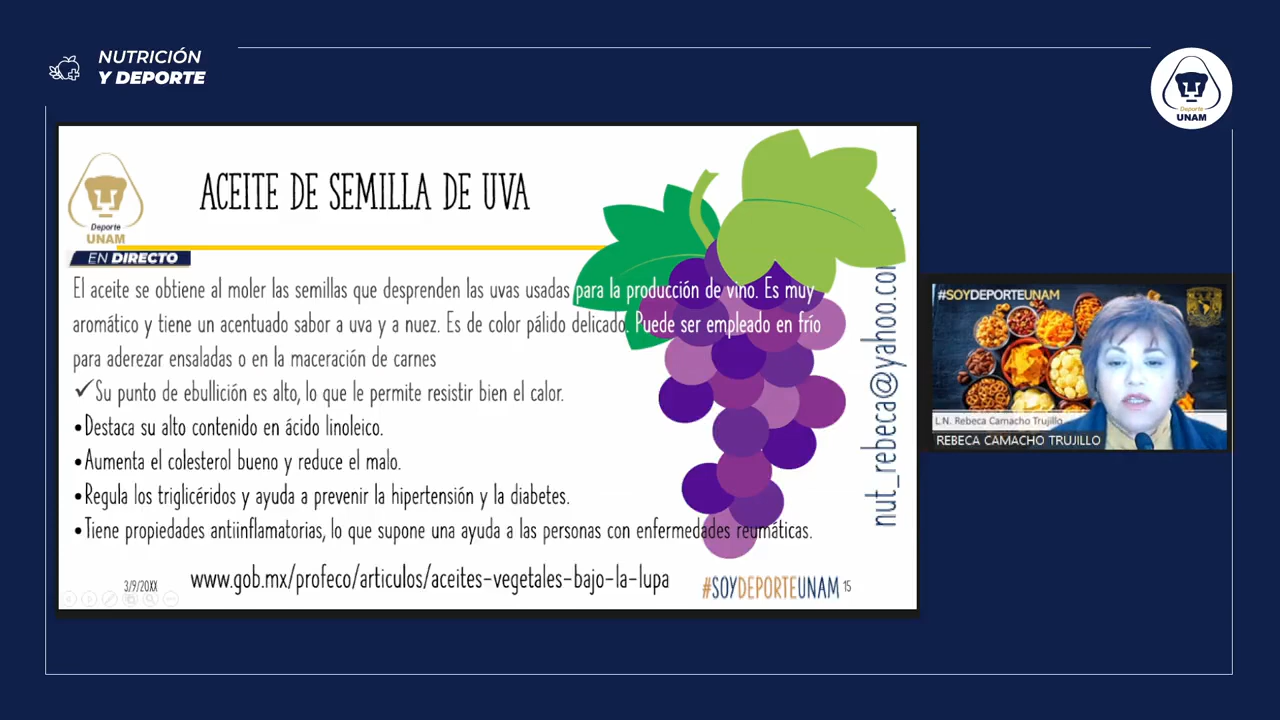 NUTRICIÓN
Y DEPORTE
Deporte
UNAM
Deporte
UNAM
EN DIRECTO
ACEITE DE SEMILLA DE UVA
El aceite se obtiene al moler las semillas que desprenden las uvas usadas para la producción de vino. Es muy
aromático y tiene un acentuado sabor a uva y a nuez. Es de color pálido delicado. Puede ser empleado en frío
para aderezar ensaladas o en la maceración de carnes
✓Su punto de ebullición es alto, lo que le permite resistir bien el calor.
•Destaca su alto contenido en ácido linoleico.
•Aumenta el colesterol bueno y reduce el malo.
•Regula los triglicéridos y ayuda a prevenir la hipertensión y la diabetes.
•Tiene propiedades antiinflamatorias, lo que supone una ayuda a las personas con enfermedades reumáticas.
3/9/20XX
www.gob.mx/profeco/articulos/aceites-vegetales-bajo-la-lupa
#SOYDEPORTEUNAM
15
nut_rebeca@yahoo.co
#SOYDEPORTEUNAM
L.N. Rebeca Camacho Trujillo
REBECA CAMACHO TRUJILLO